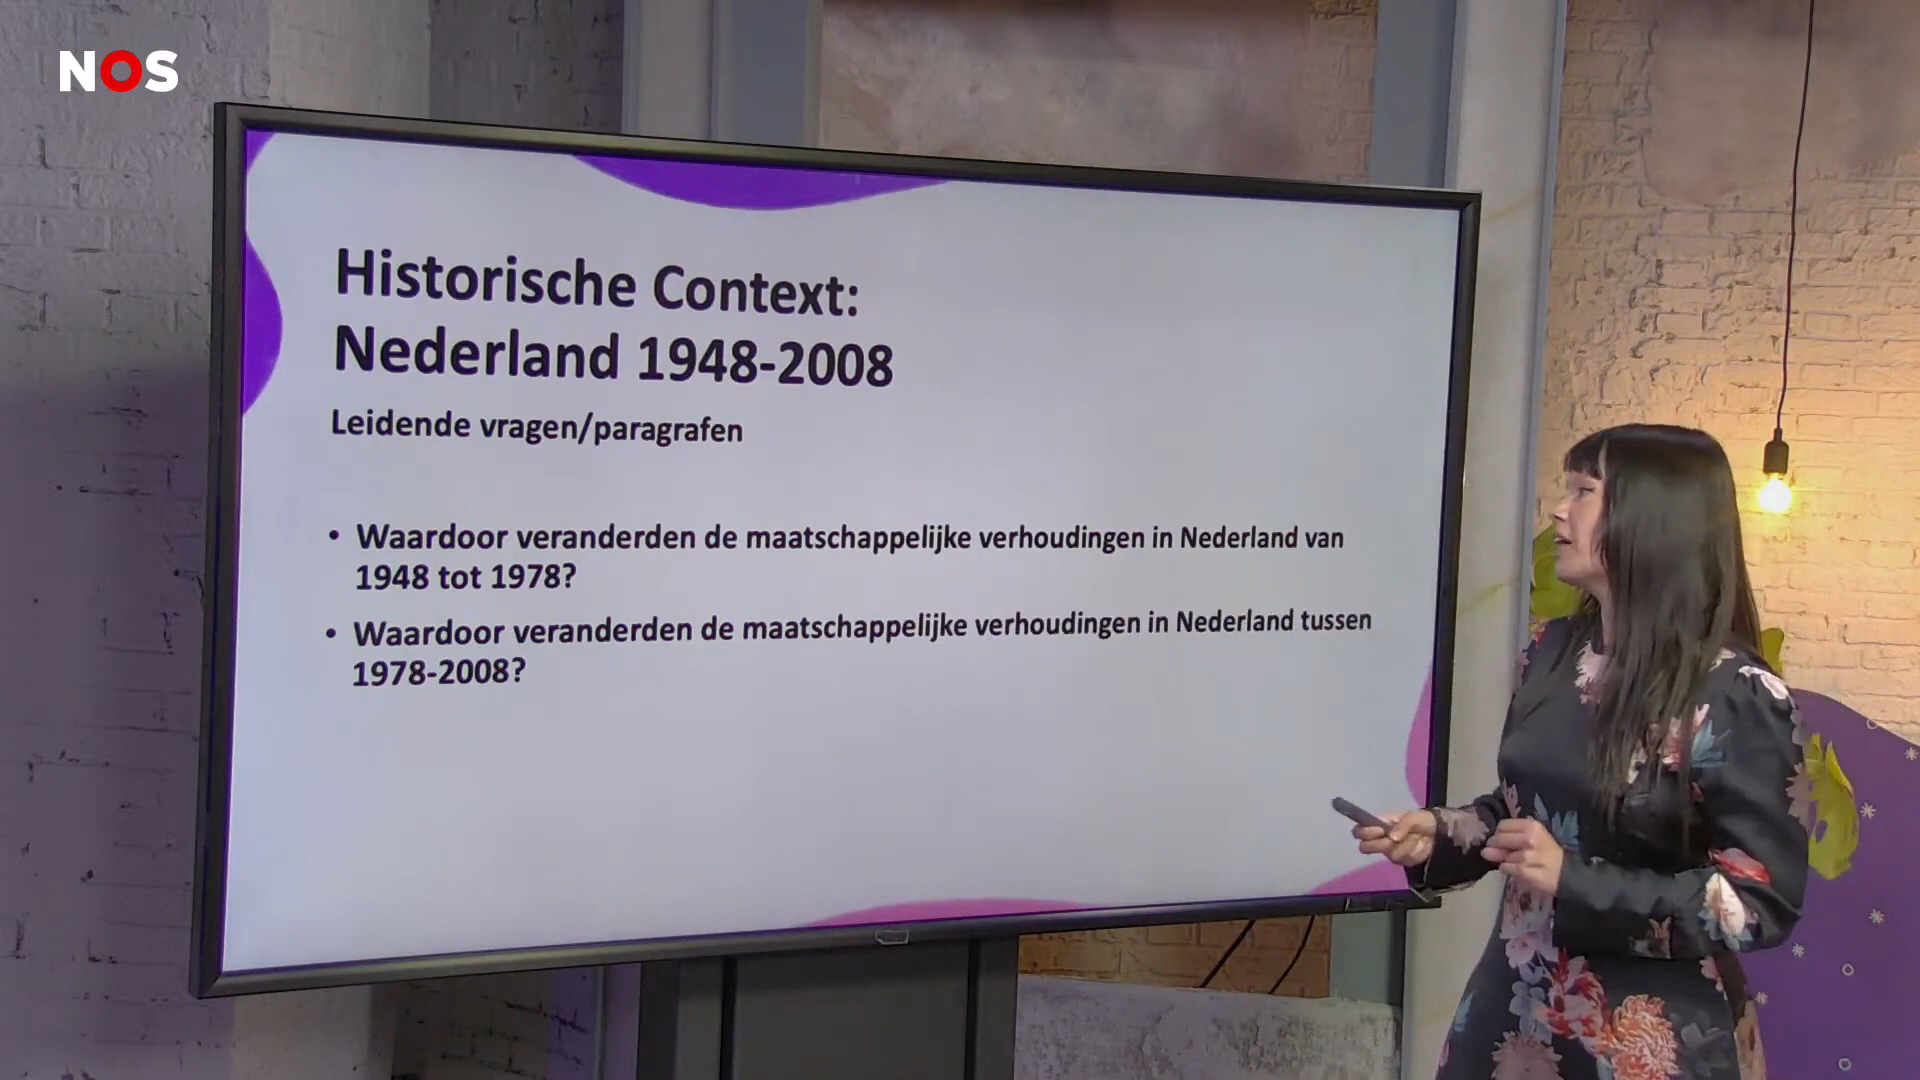 NOS
Historische Context:
Nederland 1948-2008
Leidende vragen/paragrafen
• Waardoor veranderden de maatschappelijke verhoudingen in Nederland van
1948 tot 1978?
• Waardoor veranderden de maatschappelijke verhoudingen in Nederland tussen
1978-2008?